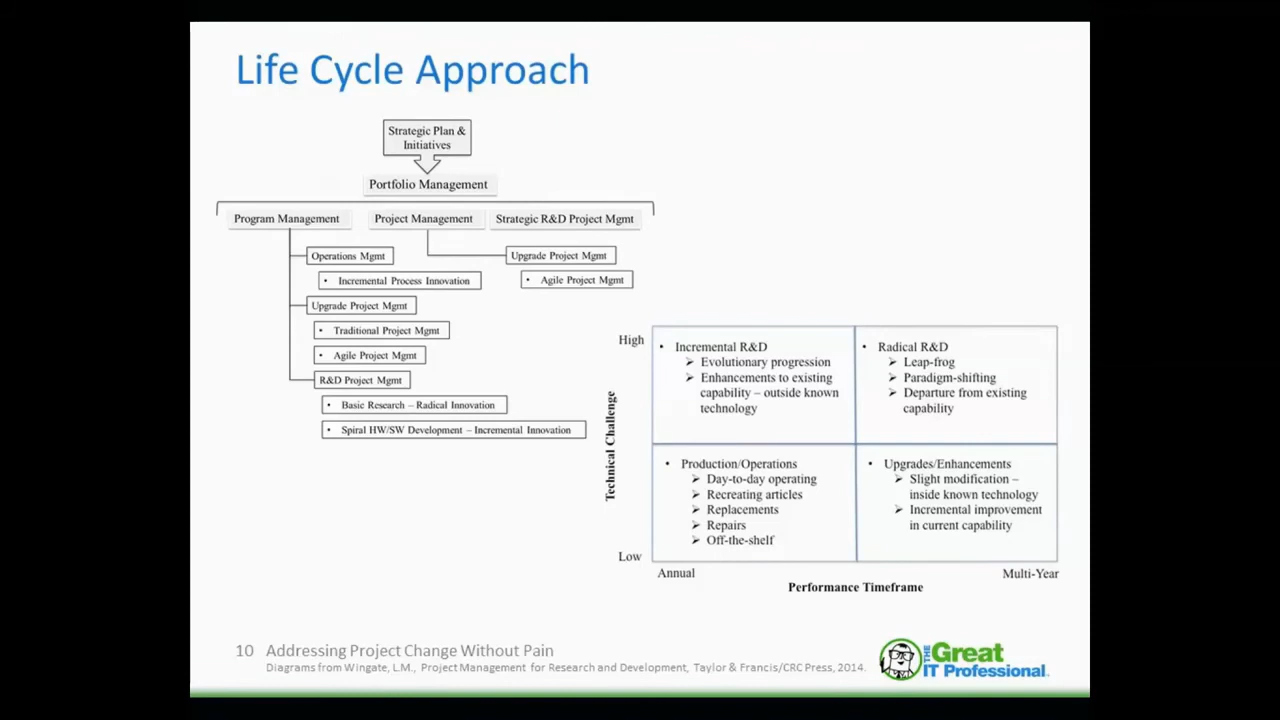 Life Cycle Approach
Strategic Plan &
Initiatives
Portfolio Management
Program Management
Project Management
Strategic R&D Project Mgmt
Operations Mgmt
• Incremental Process Innovation
Upgrade Project Mgmt
• Traditional Project Mgmt
• Agile Project Mgmt
R&D Project Mgmt
• Basic Research – Radical Innovation
• Spiral HW/SW Development – Incremental Innovation
Upgrade Project Mgmt
• Agile Project Mgmt
High
Technical Challenge
Low
• Incremental R&D
➢ Evolutionary progression
➢ Enhancements to existing
capability – outside known
technology
• Radical R&D
➢ Leap-frog
➢ Paradigm-shifting
➢ Departure from existing
capability
• Production/Operations
➢ Day-to-day operating
➢ Recreating articles
➢ Replacements
➢ Repairs
➢ Off-the-shelf
• Upgrades/Enhancements
➢ Slight modification –
inside known technology
➢ Incremental improvement
in current capability
Annual
Multi-Year
Performance Timeframe
10 Addressing Project Change Without Pain
Diagrams from Wingate, L.M., Project Management for Research and Development, Taylor & Francis/CRC Press, 2014.
THE Great
IT Professional